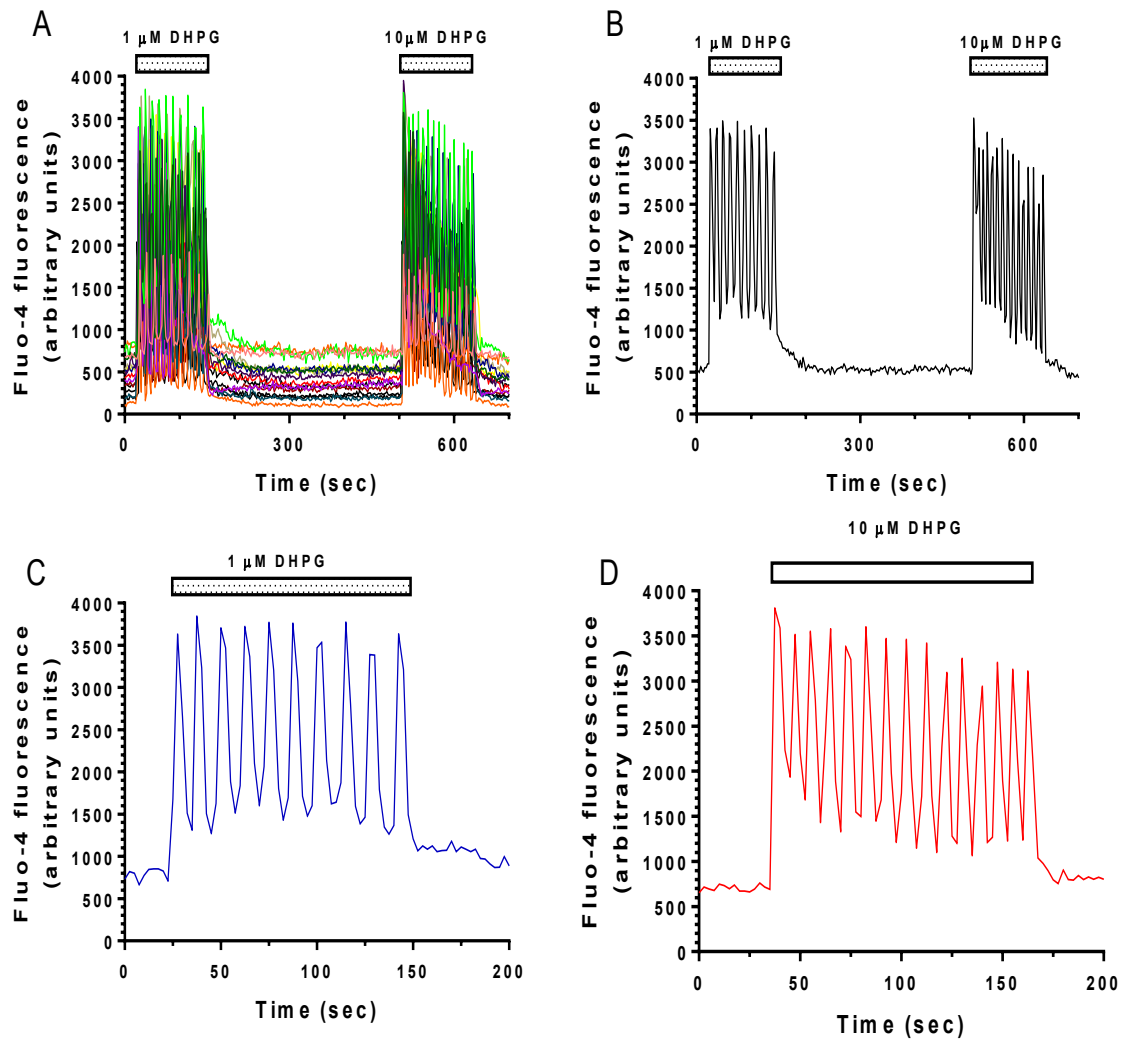 A
1 μM DHPG
10μM DHPG
Fluo-4 fluorescence
(arbitrary units)
4000
3500
3000
2500
2000
1500
1000
500
0
0 300 600
Time (sec)
B
1 μM DHPG
10μM DHPG
Fluo-4 fluorescence
(arbitrary units)
4000
3500
3000
2500
2000
1500
1000
500
0
0 300 600
Time (sec)
C
1 μM DHPG
Fluo-4 fluorescence
(arbitrary units)
4000
3500
3000
2500
2000
1500
1000
500
0
0 50 100 150 200
Time (sec)
D
10 μM DHPG
Fluo-4 fluorescence
(arbitrary units)
4000
3500
3000
2500
2000
1500
1000
500
0
0 50 100 150 200
Time (sec)